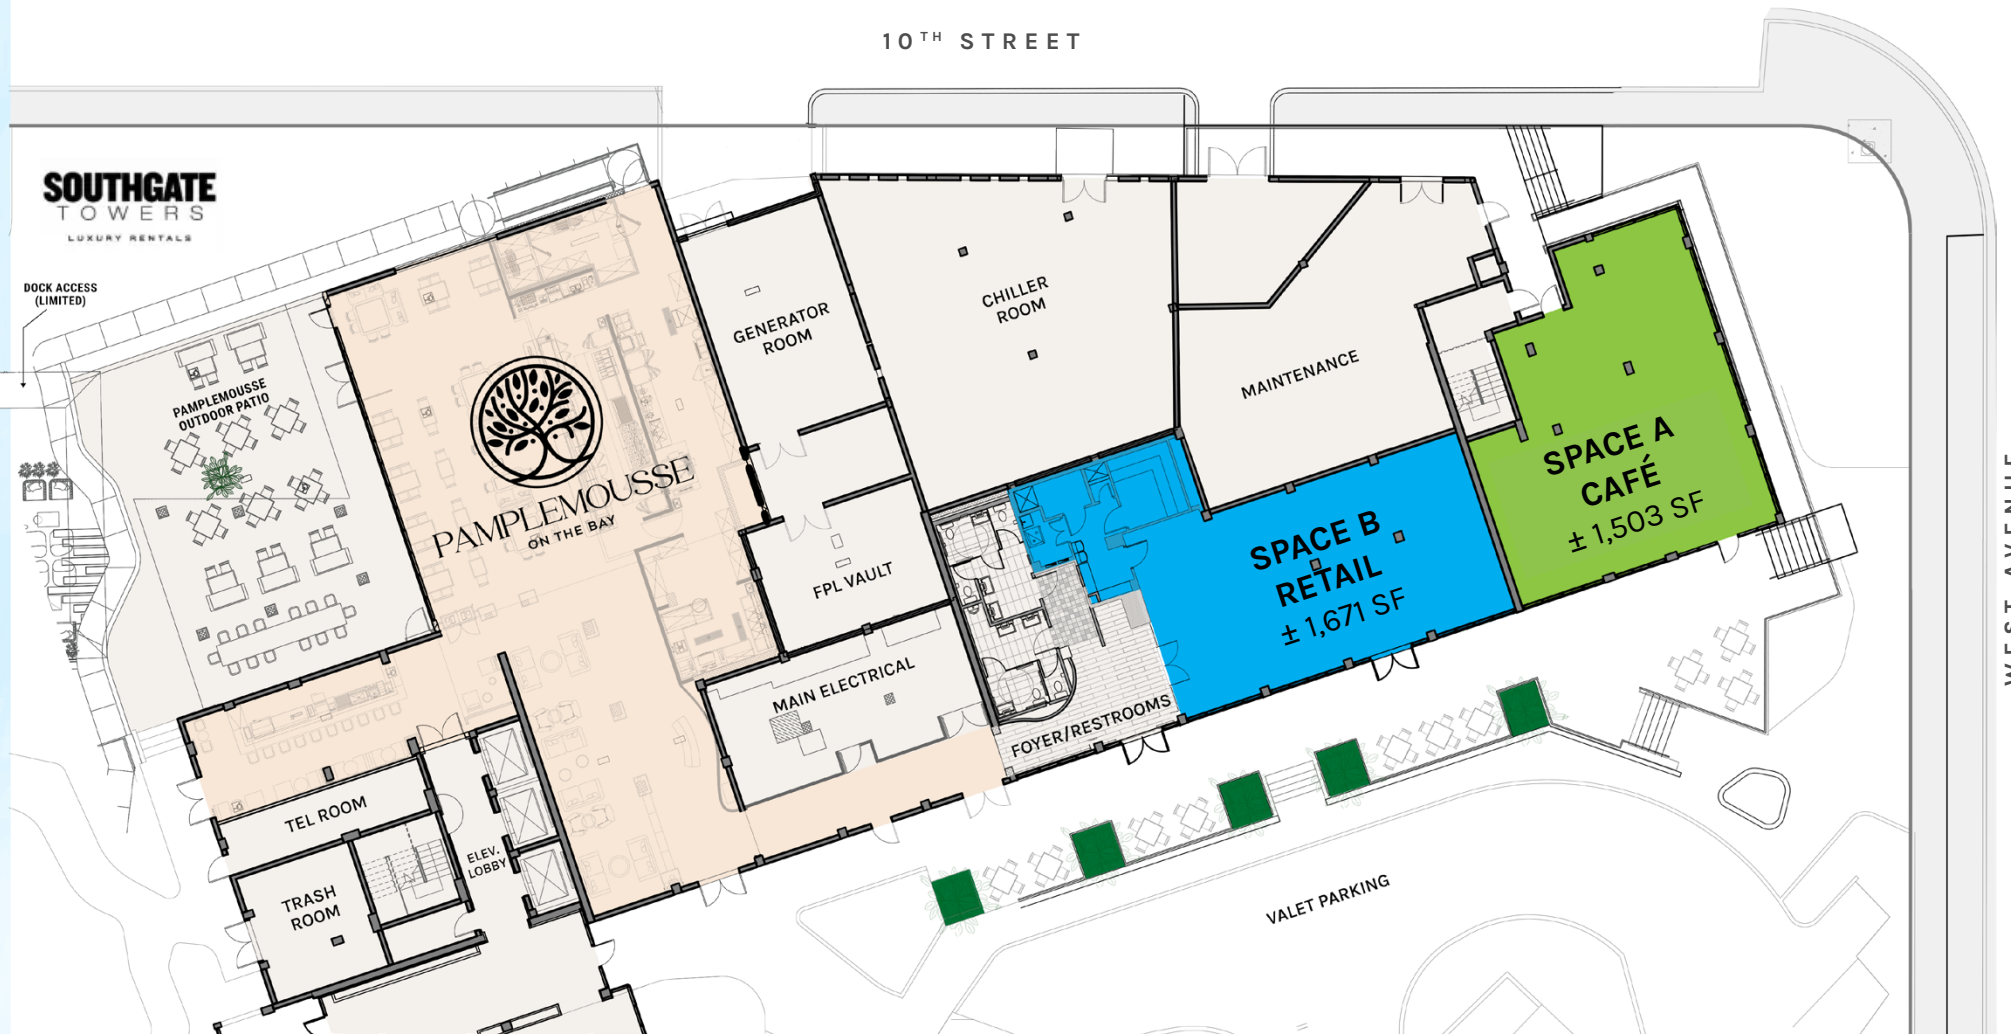 10TH STREET
SOUTHGATE
TOWERS
LUXURY RENTALS
DOCK ACCESS
(LIMITED)
PAMPLEMOUSSE
OUTDOOR PATIO
PAMPLEMOUSSE
ON THE BAY
GENERATOR
ROOM
CHILLER
ROOM
MAINTENANCE
SPACE A
CAFÉ
± 1,503 SF
SPACE B
RETAIL
± 1,671 SF
FPL VAULT
MAIN ELECTRICAL
FOYER/RESTROOMS
TEL ROOM
ELEV.
LOBBY
TRASH
ROOM
VALET PARKING
WEST AVENUE